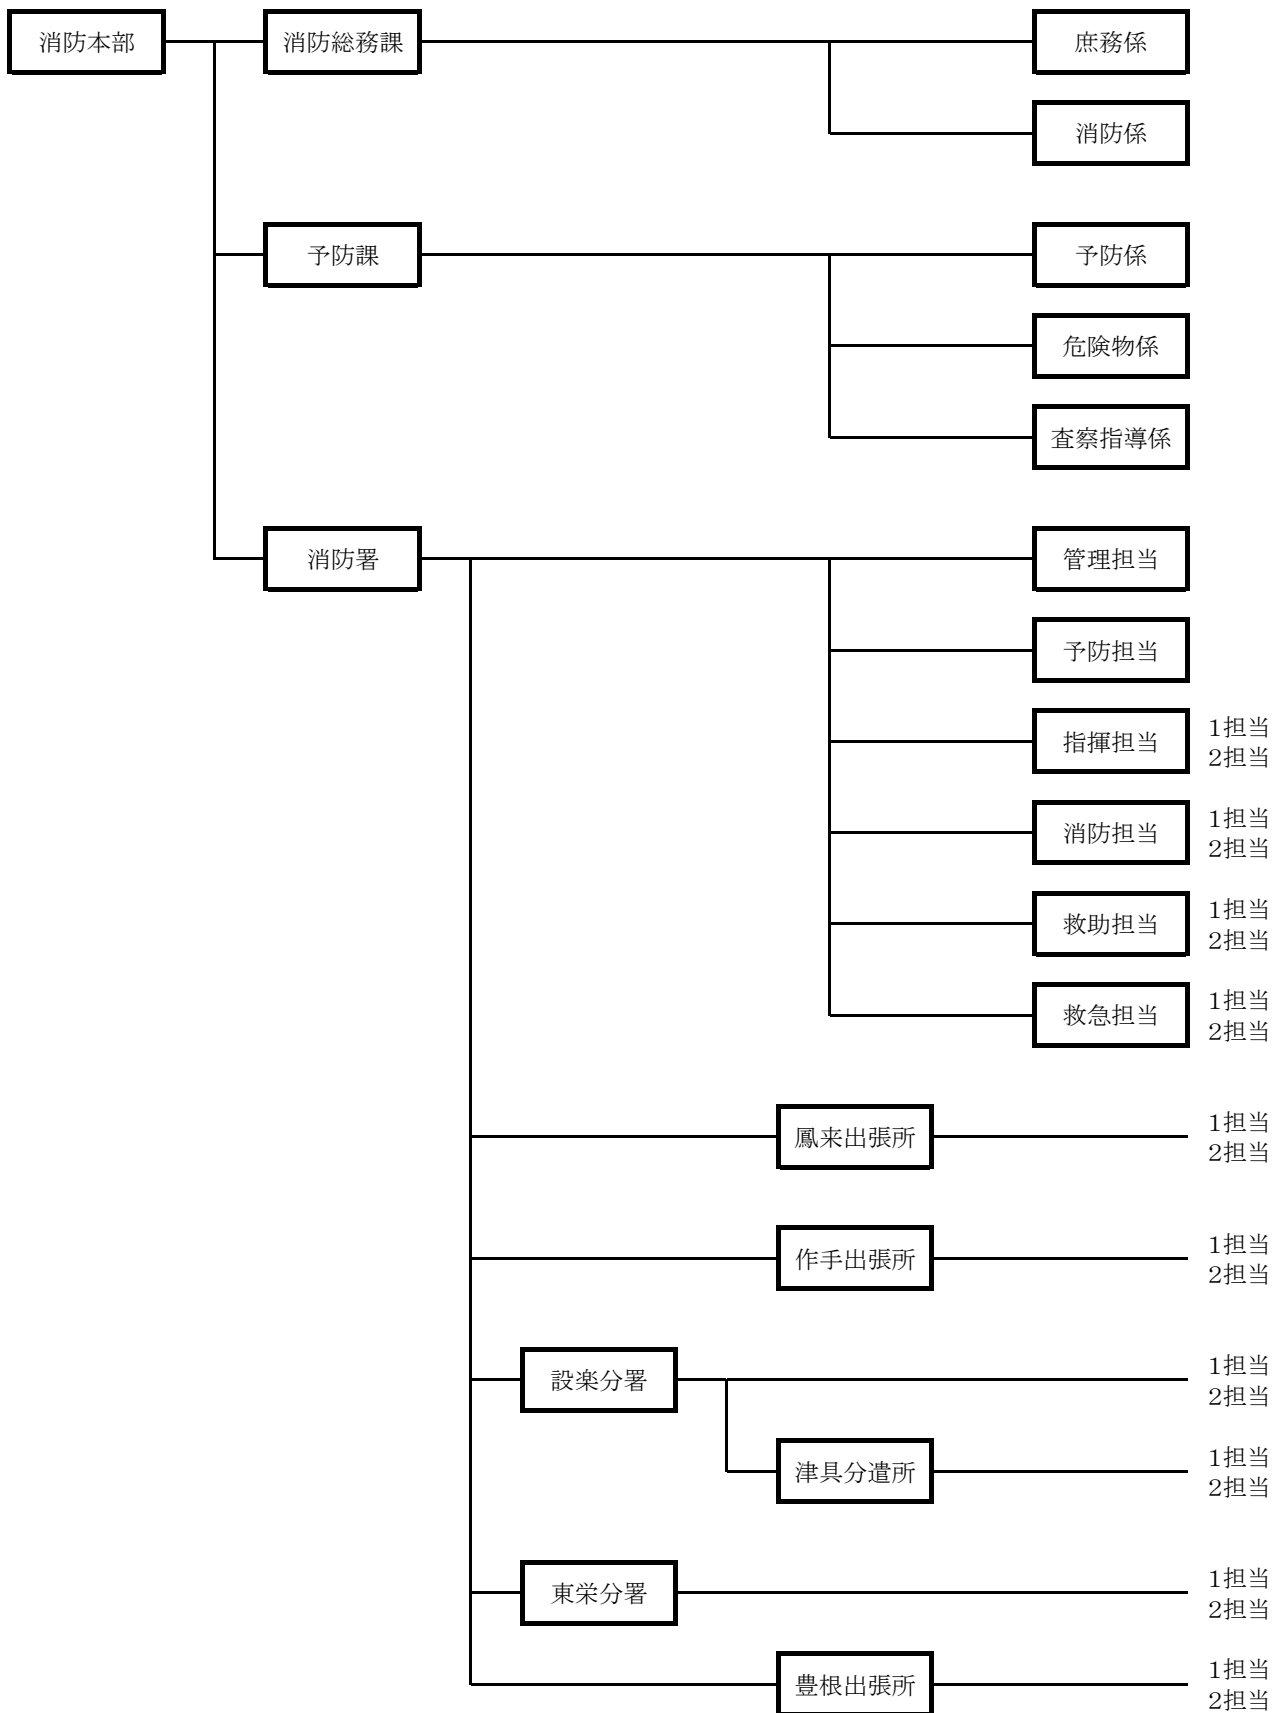 消防本部
消防総務課
庶務係
消防係
予防課
予防係
危険物係
査察指導係
消防署
管理担当
予防担当
指揮担当
1担当
2担当
消防担当
1担当
2担当
救助担当
1担当
2担当
救急担当
1担当
2担当
鳳来出張所
1担当
2担当
作手出張所
1担当
2担当
設楽分署
1担当
2担当
津具分遣所
1担当
2担当
東栄分署
1担当
2担当
豊根出張所
1担当
2担当